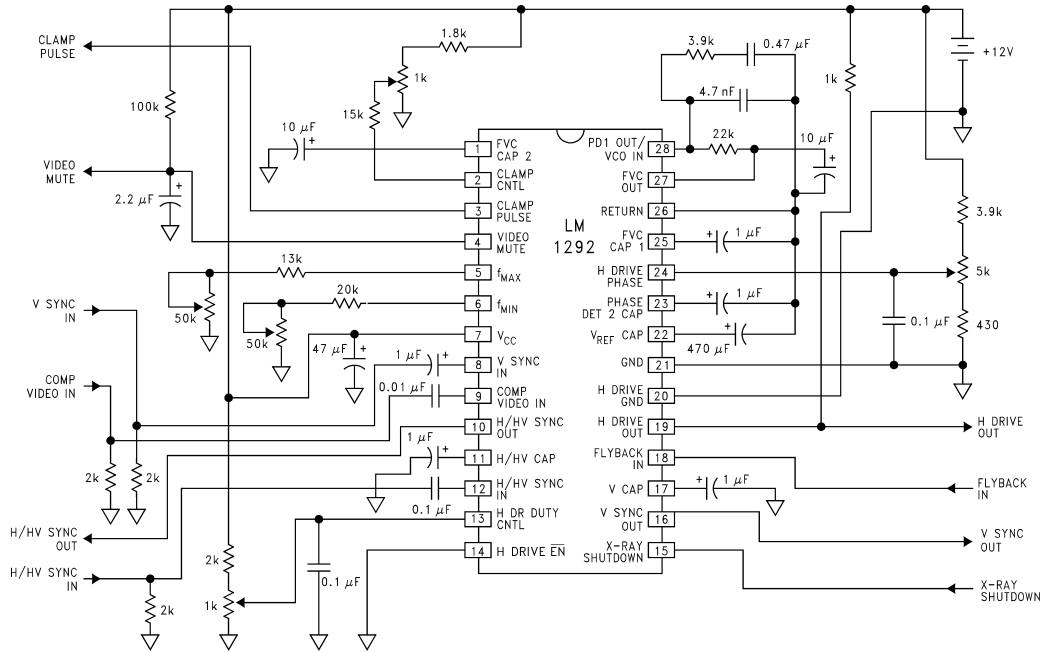 CLAMP
PULSE
1.8k
1k
15k
100k
3.9k
0.47 μF
4.7 nF
1k
+12V
22k
10 μF
10 μF
VIDEO
MUTE
2.2 μF
LM
1292
1 FVC
CAP 2
2 CLAMP
CNTL
3 CLAMP
PULSE
4 VIDEO
MUTE
5 fMAX
6 fMIN
7 VCC
8 V SYNC
IN
9 COMP
VIDEO IN
10 H/HV SYNC
OUT
11 H/HV CAP
12 H/HV SYNC
IN
13 H DR DUTY
CNTL
14 H DRIVE E̅N̅
PD1 OUT/
VCO IN 28
FVC
OUT 27
RETURN 26
FVC
CAP 1 25
H DRIVE
PHASE 24
PHASE
DET 2 CAP 23
VREF CAP 22
GND 21
H DRIVE
GND 20
H DRIVE
OUT 19
FLYBACK
IN 18
V CAP 17
V SYNC
OUT 16
X-RAY
SHUTDOWN 15
13k
50k
20k
50k
V SYNC
IN
47 μF
1 μF
COMP
VIDEO IN
0.01 μF
1 μF
2k
2k
0.1 μF
H/HV SYNC
OUT
H/HV SYNC
IN
2k
2k
1k
0.1 μF
1 μF
1 μF
470 μF
3.9k
5k
0.1 μF
430
H DRIVE
OUT
1 μF
FLYBACK
IN
V SYNC
OUT
X-RAY
SHUTDOWN